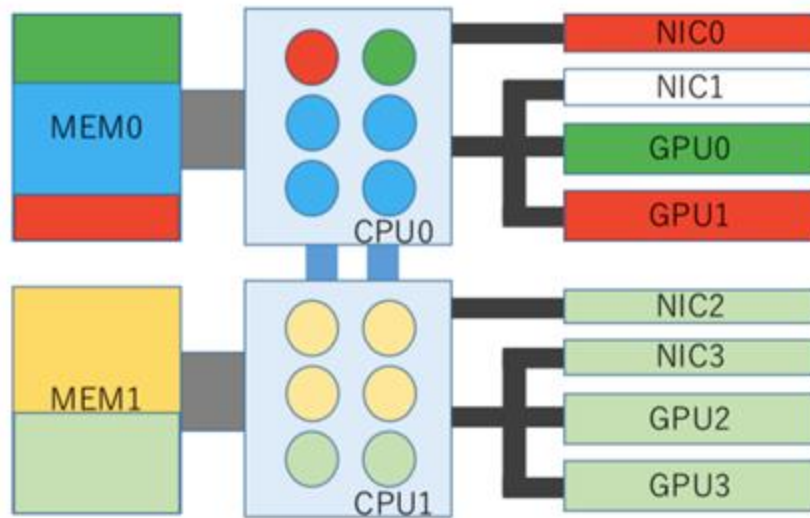 MEM0
CPU0
NIC0
NIC1
GPU0
GPU1
MEM1
CPU1
NIC2
NIC3
GPU2
GPU3